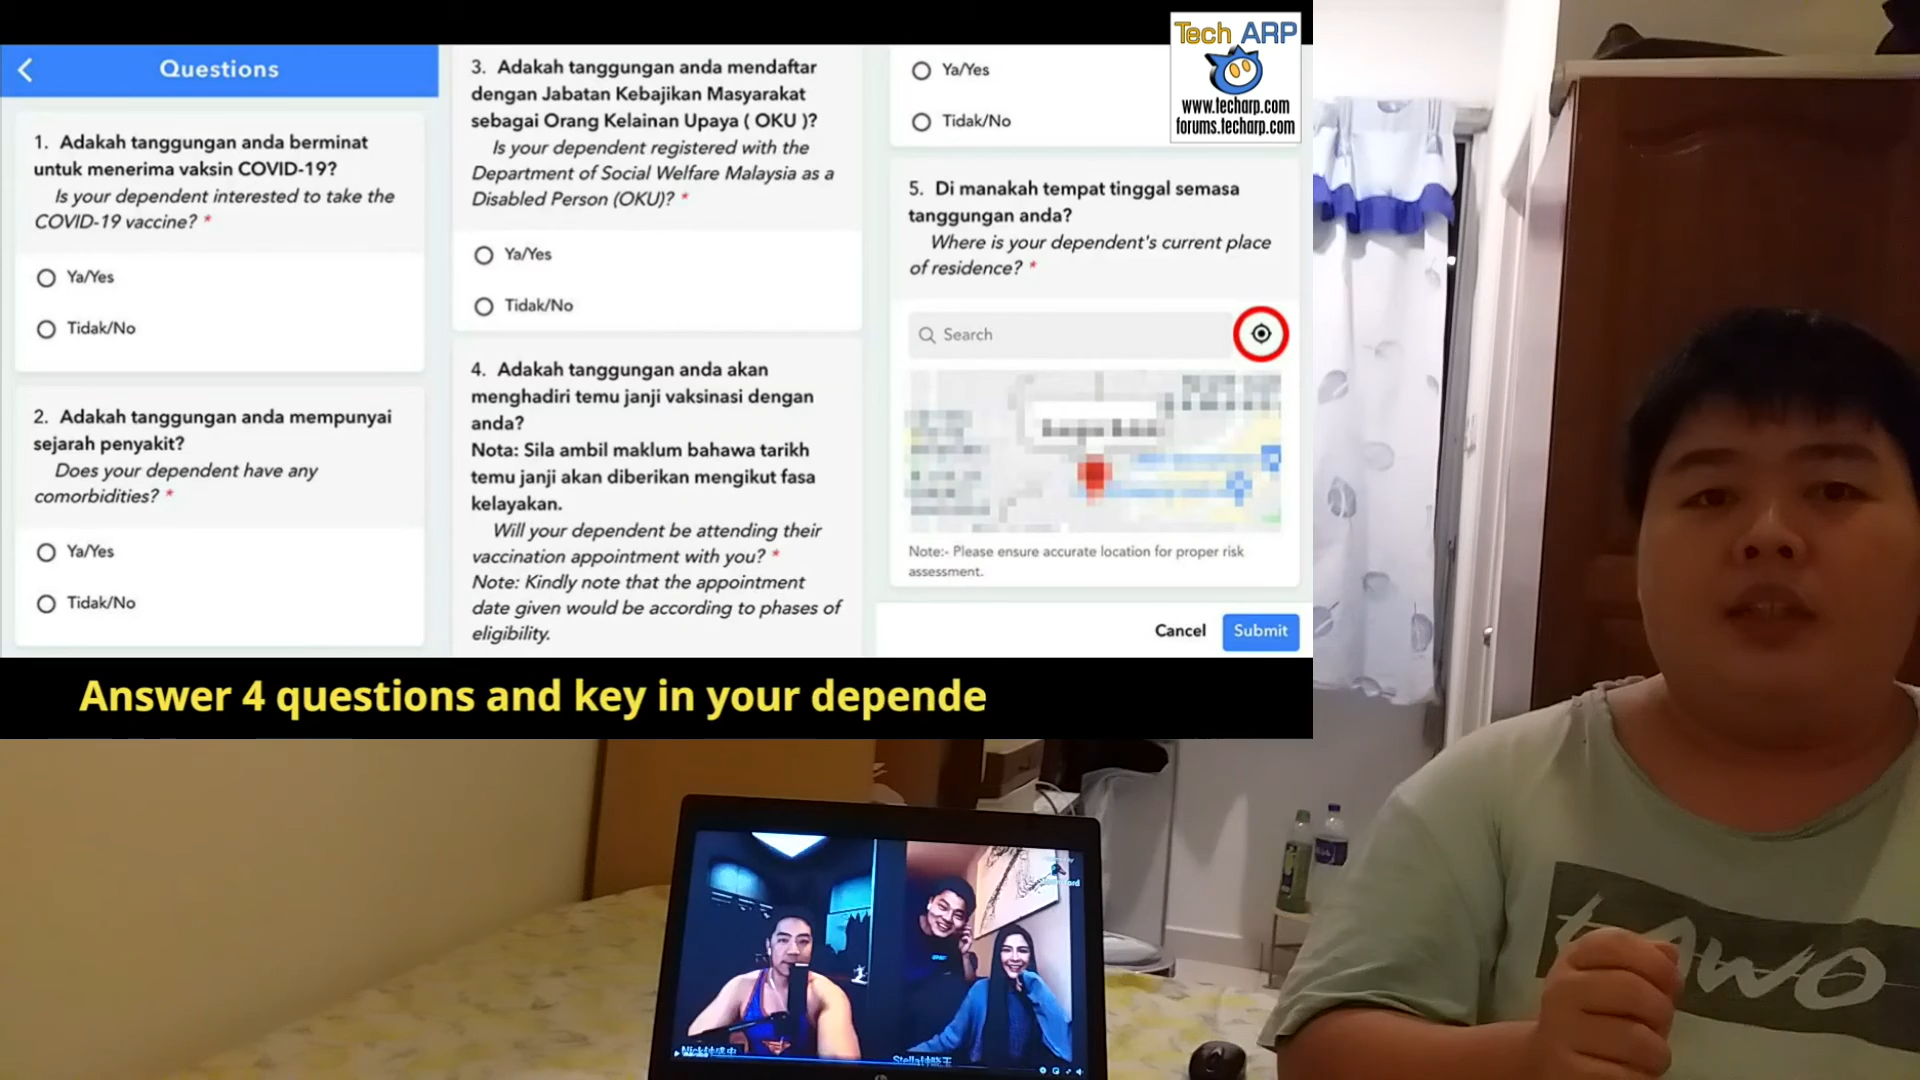 Questions
1. Adakah tanggungan anda berminat
untuk menerima vaksin COVID-19?
Is your dependent interested to take the
COVID-19 vaccine? *
Ya/Yes
Tidak/No
2. Adakah tanggungan anda mempunyai
sejarah penyakit?
Does your dependent have any
comorbidities? *
Ya/Yes
Tidak/No
3. Adakah tanggungan anda mendaftar
dengan Jabatan Kebajikan Masyarakat
sebagai Orang Kelainan Upaya ( OKU )?
Is your dependent registered with the
Department of Social Welfare Malaysia as a
Disabled Person (OKU)? *
Ya/Yes
Tidak/No
4. Adakah tanggungan anda akan
menghadiri temu janji vaksinasi dengan
anda?
Nota: Sila ambil maklum bahawa tarikh
temu janji akan diberikan mengikut fasa
kelayakan.
Will your dependent be attending their
vaccination appointment with you? *
Note: Kindly note that the appointment
date given would be according to phases of
eligibility.
Ya/Yes
Tidak/No
5. Di manakah tempat tinggal semasa
tanggungan anda?
Where is your dependent's current place
of residence? *
Search
Note:- Please ensure accurate location for proper risk
assessment.
Cancel
Submit
Tech ARP
www.techarp.com
forums.techarp.com
Answer 4 questions and key in your depende